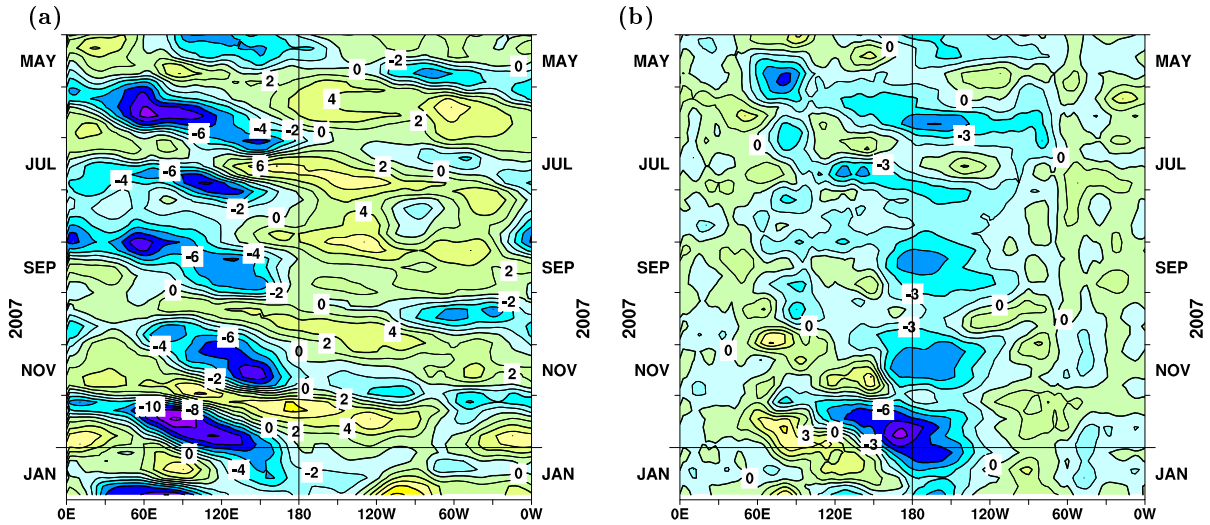 (a)
(b)
MAY
MAY
MAY
MAY
JUL
JUL
JUL
JUL
SEP
SEP
SEP
SEP
2007
2007
2007
2007
NOV
NOV
NOV
NOV
JAN
JAN
JAN
JAN
0 -2 0
2
4
-6 -4 -2 0 2
-4 -6 6 2 0
-2 0 4
-6 -4 2
0 -2 0 -2
-4 -6 4
0 2
-2 0 2 2
-10 -8 0 2 4
0 -4 -2 0
0
0
-3
0 -3 0
-3
-3 0
0 -3 0
0
-6
3 0 -3
0 0
0E 60E 120E 180 120W 60W 0W
0E 60E 120E 180 120W 60W 0W